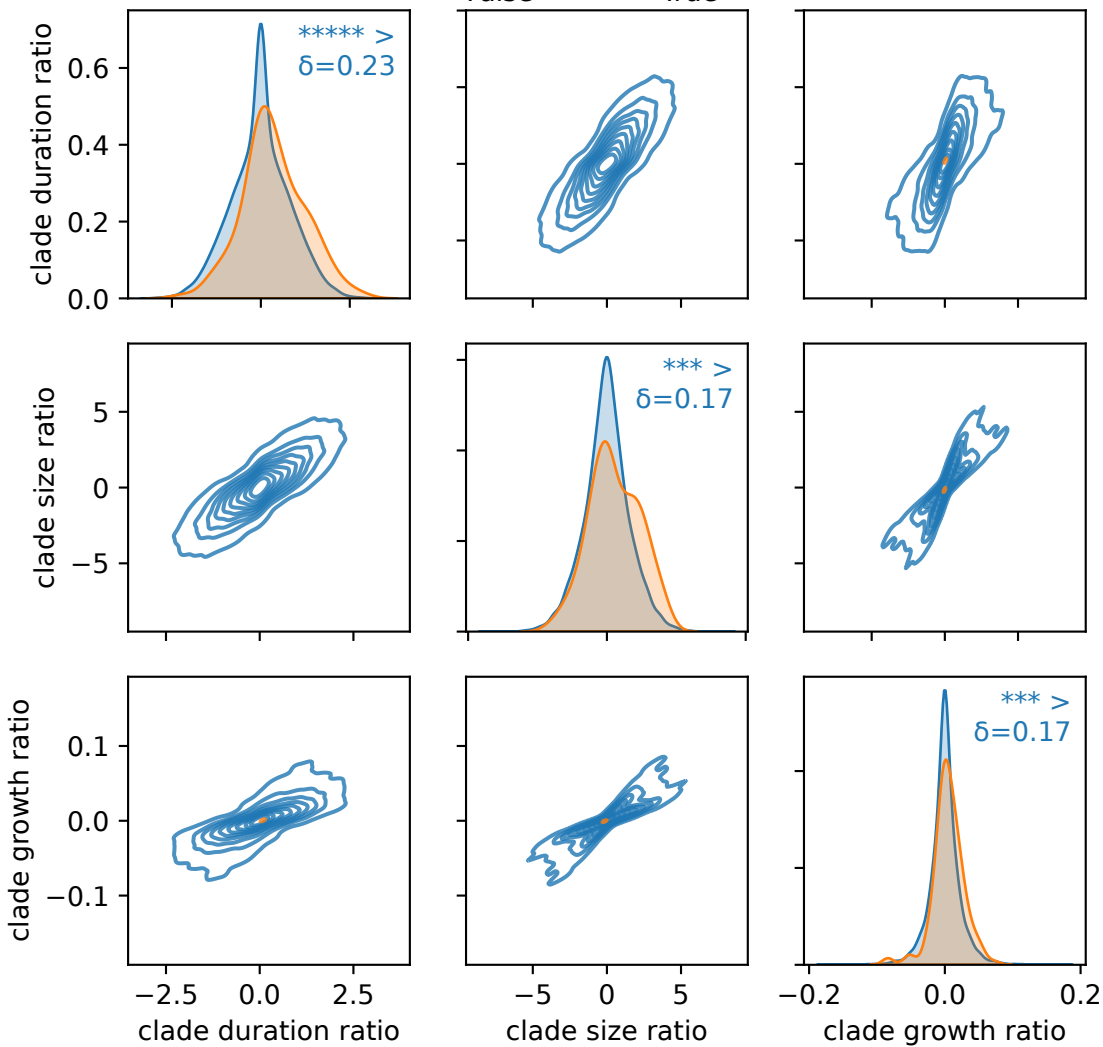 True
***** >
δ=0.23
clade duration ratio
0.6
0.4
0.2
0.0
*** >
δ=0.17
clade size ratio
5
0
−5
*** >
δ=0.17
clade growth ratio
0.1
0.0
−0.1
−2.5 0.0 2.5
−5 0 5
−0.2 0.0 0.2
clade duration ratio
clade size ratio
clade growth ratio